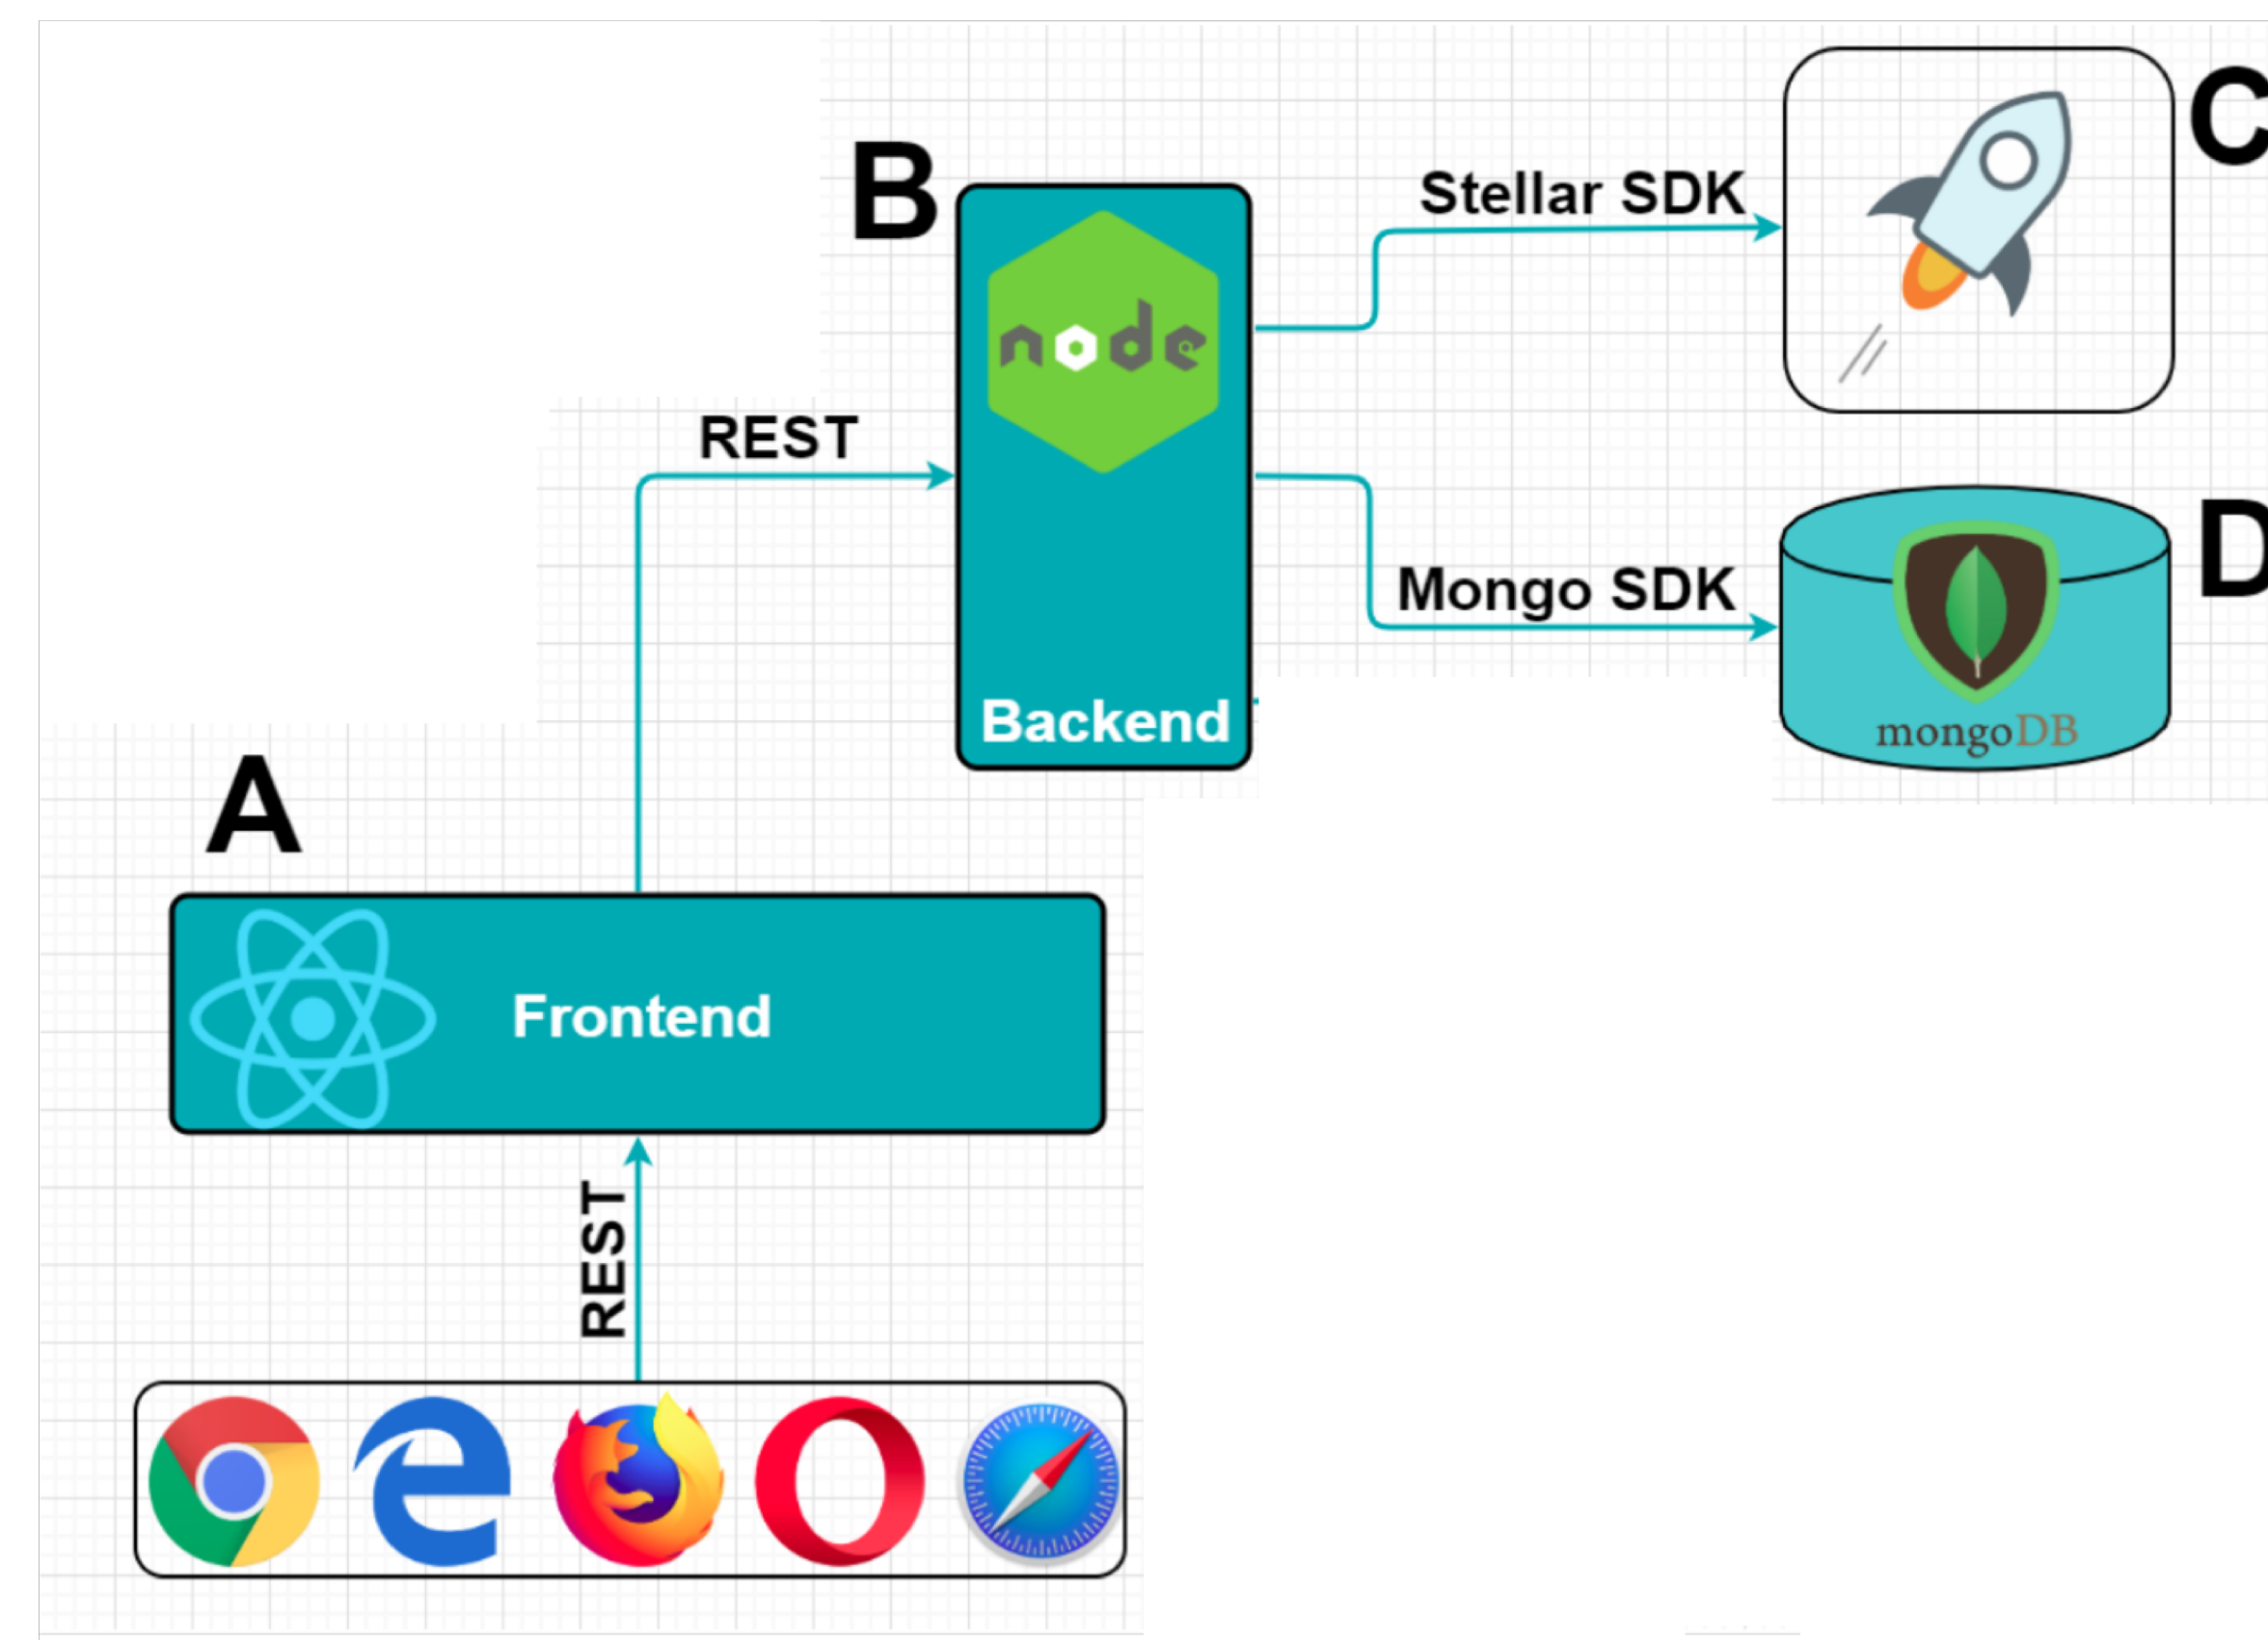 C
B
Stellar SDK
node
REST
D
Mongo SDK
Backend
mongoDB
A
Frontend
REST